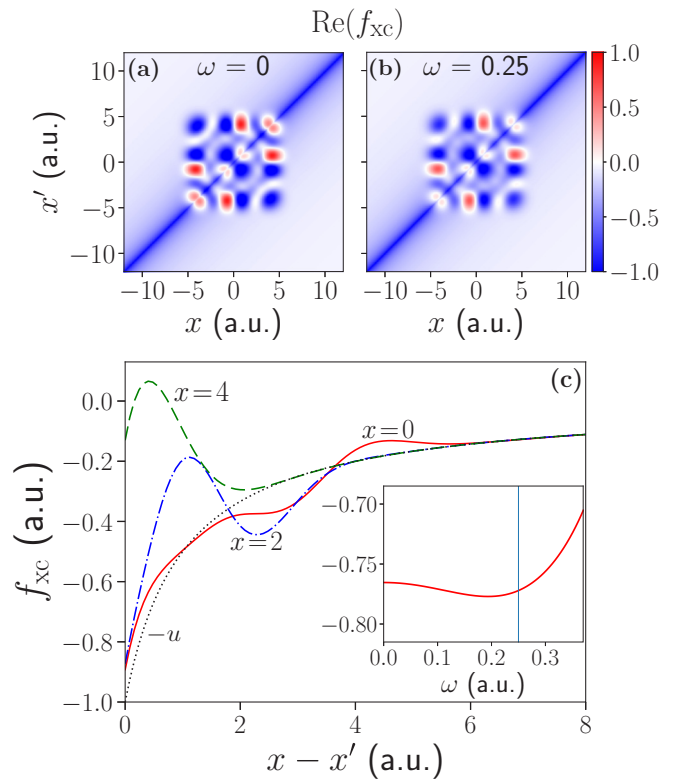 Re(f_xc)
(a) ω = 0
(b) ω = 0.25
10
5
0
−5
−10
x′ (a.u.)
−10 −5 0 5 10
−10 −5 0 5 10
x (a.u.)
x (a.u.)
1.0
0.5
0.0
−0.5
−1.0
(c)
x=4
x=0
x=2
−u
0.0
−0.2
−0.4
−0.6
−0.8
−1.0
f_xc (a.u.)
0 2 4 6 8
x − x′ (a.u.)
−0.70
−0.75
−0.80
0.0 0.1 0.2 0.3
ω (a.u.)